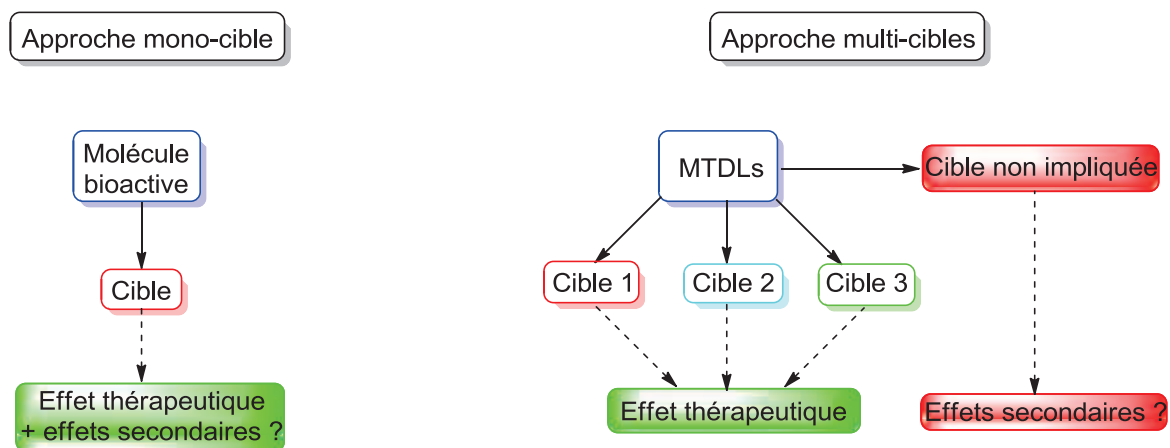 Approche mono-cible
Molécule
bioactive
Cible
Effet thérapeutique
+ effets secondaires ?
Approche multi-cibles
MTDLs
Cible non impliquée
Cible 1
Cible 2
Cible 3
Effet thérapeutique
Effets secondaires ?